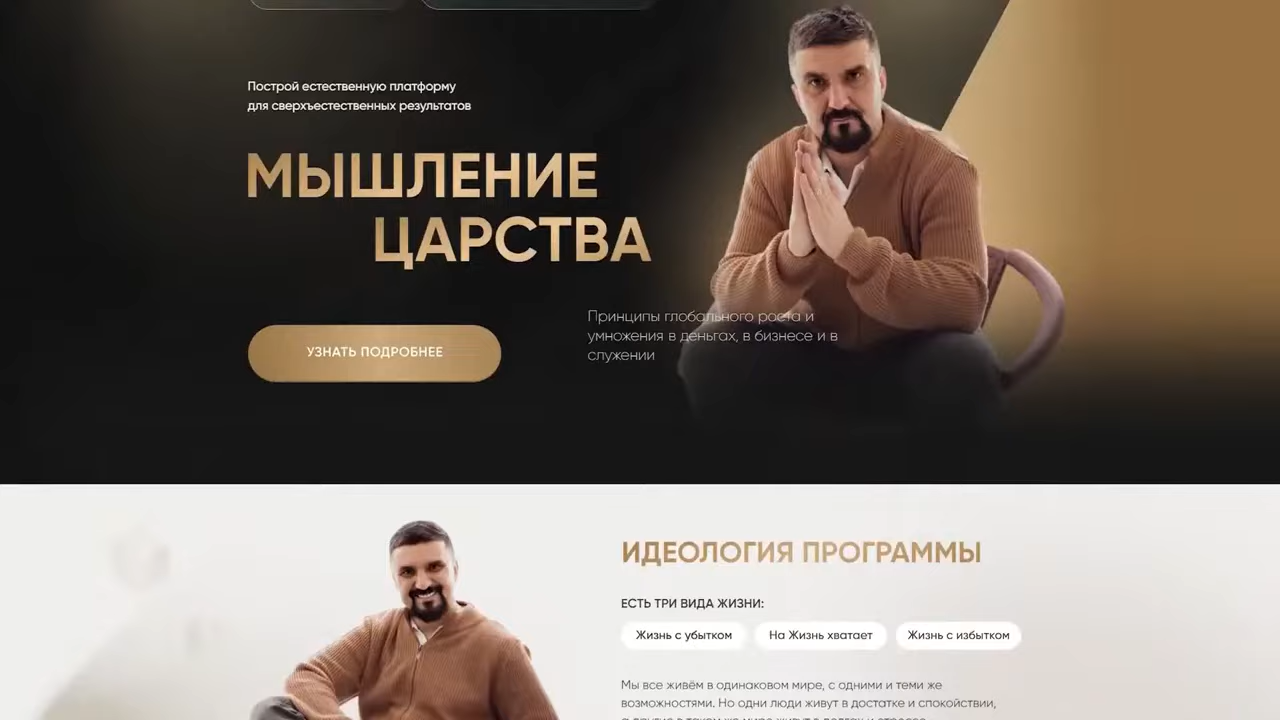 Построй естественную платформу
для сверхъестественных результатов
МЫШЛЕНИЕ
ЦАРСТВА
Принципы глобального роста и
умножения в деньгах, в бизнесе и в
служении
УЗНАТЬ ПОДРОБНЕЕ
ИДЕОЛОГИЯ ПРОГРАММЫ
ЕСТЬ ТРИ ВИДА ЖИЗНИ:
Жизнь с убытком
На Жизнь хватает
Жизнь с избытком
Мы все живём в одинаковом мире, с одними и теми же
возможностями. Но одни люди живут в достатке и спокойствии,